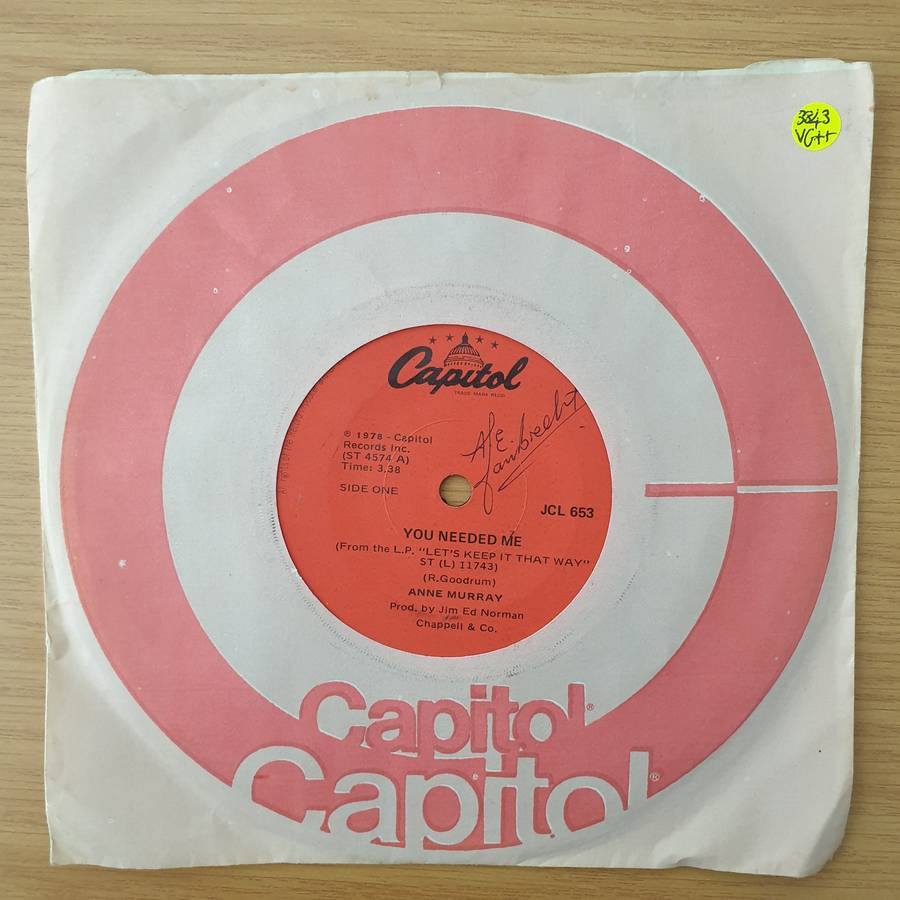 3843
VG++
Capitol
TRADE MARK REGD
℗ 1978 - Capitol
Records Inc.
(ST 4574 A)
Time: 3.38
SIDE ONE
A.E.
Lambrecht
JCL 653
YOU NEEDED ME
(From the L.P. "LET'S KEEP IT THAT WAY"
ST (L) 11743)
(R.Goodrum)
ANNE MURRAY
Prod. by Jim Ed Norman
Chappell & Co.
Capitol®
Capitol®